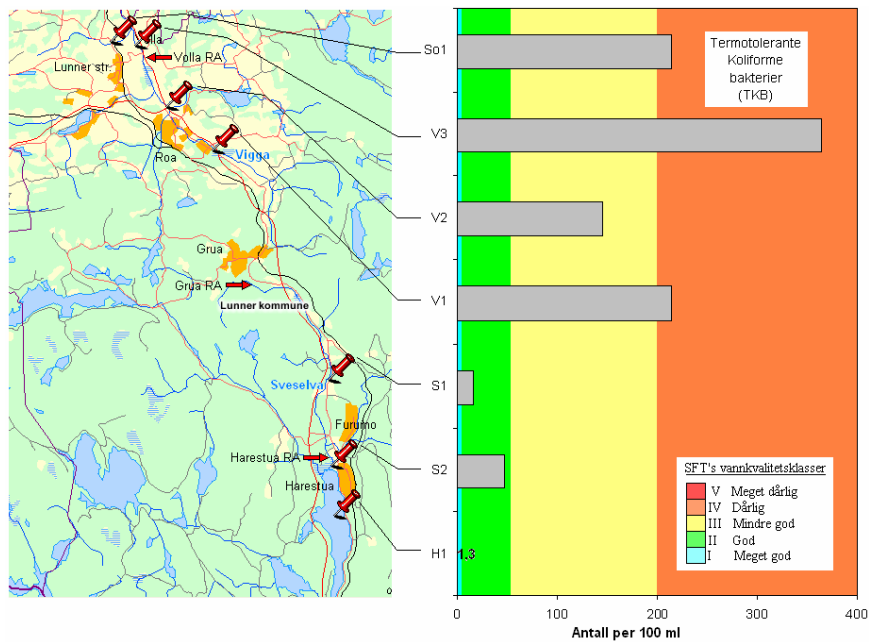 lla
Volla RA
Lunner str.
Roa
Vigga
Grua
Grua RA
Lunner kommune
Sveselva
Furumo
Harestua RA
Harestua
So1
V3
V2
V1
S1
S2
H1
Termotolerante
Koliforme
bakterier
(TKB)
SFT's vannkvalitetsklasser
V Meget dårlig
IV Dårlig
III Mindre god
II God
I Meget god
1.3
0 100 200 300 400
Antall per 100 ml